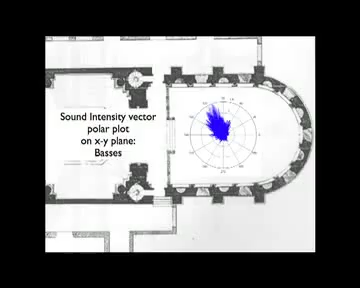 Sound Intensity vector
polar plot
on x-y plane:
Basses